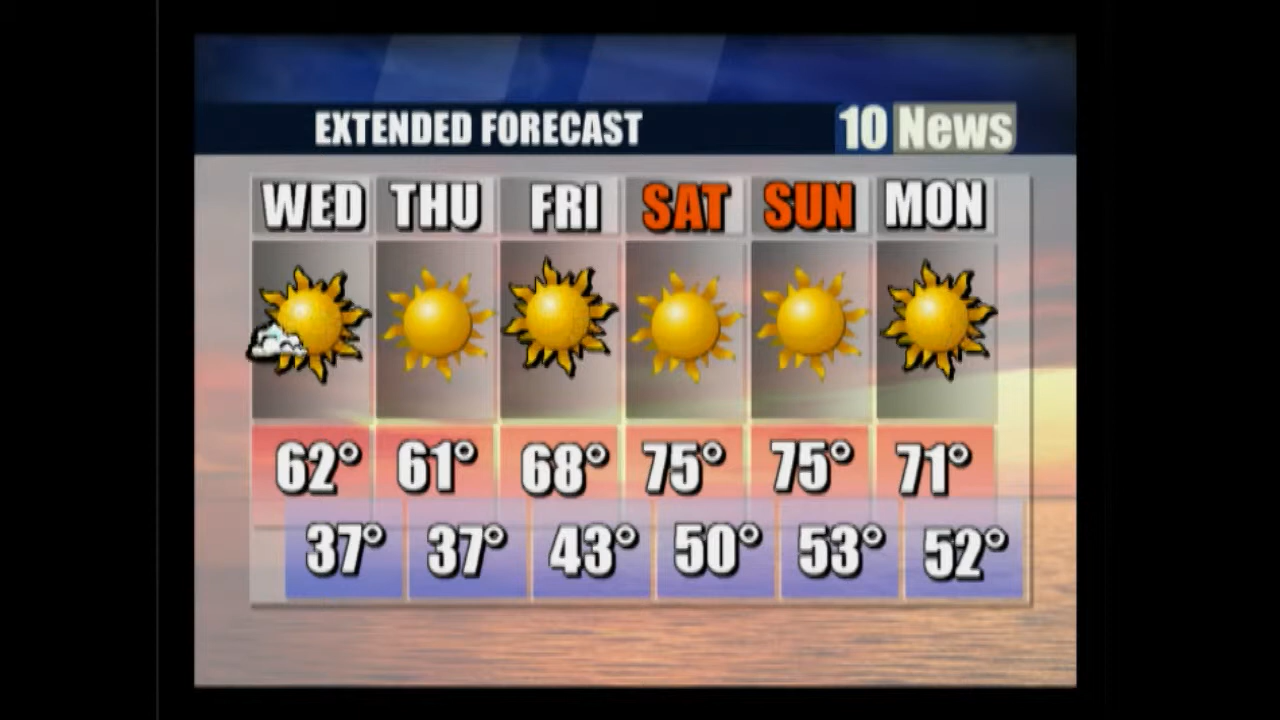 EXTENDED FORECAST
10 News
WED THU FRI SAT SUN MON
62° 61° 68° 75° 75° 71°
37° 37° 43° 50° 53° 52°